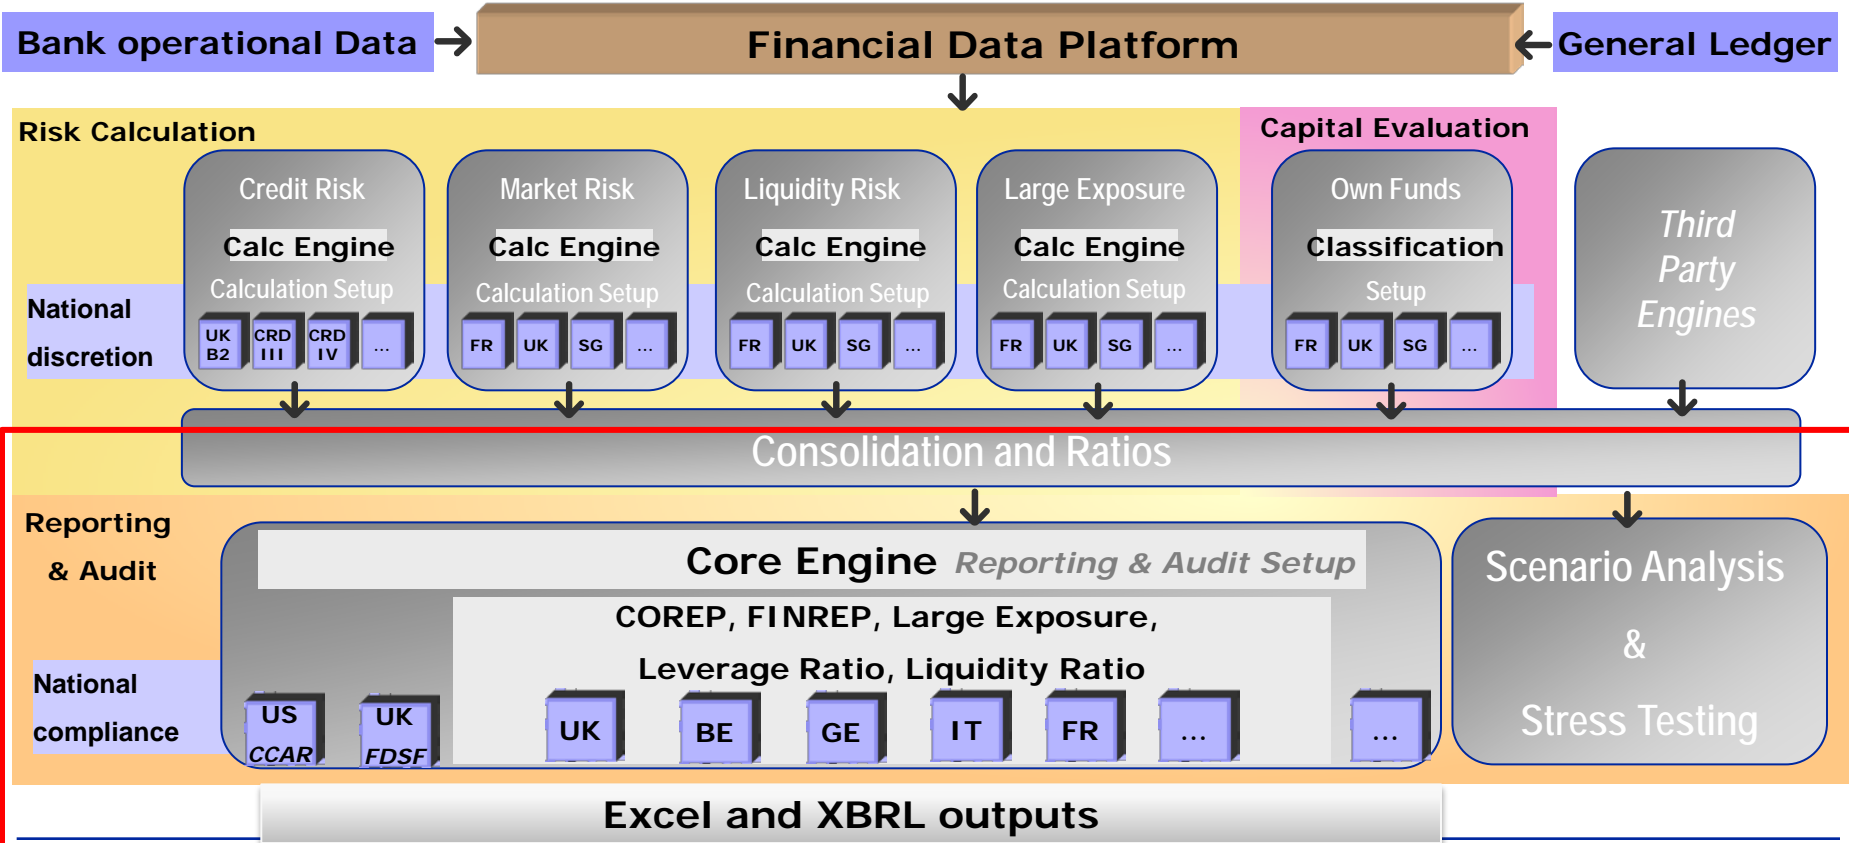 Bank operational Data
Financial Data Platform
General Ledger
Risk Calculation
Capital Evaluation
Credit Risk
Calc Engine
Calculation Setup
UK B2
CRD III
CRD IV
...
Market Risk
Calc Engine
Calculation Setup
FR
UK
SG
...
Liquidity Risk
Calc Engine
Calculation Setup
FR
UK
SG
...
Large Exposure
Calc Engine
Calculation Setup
FR
UK
SG
...
Own Funds
Classification
Setup
FR
UK
SG
...
Third
Party
Engines
National
discretion
Consolidation and Ratios
Reporting
& Audit
Core Engine Reporting & Audit Setup
COREP, FINREP, Large Exposure,
Leverage Ratio, Liquidity Ratio
National
compliance
US
CCAR
UK
FDSF
UK
BE
GE
IT
FR
...
...
Scenario Analysis
&
Stress Testing
Excel and XBRL outputs